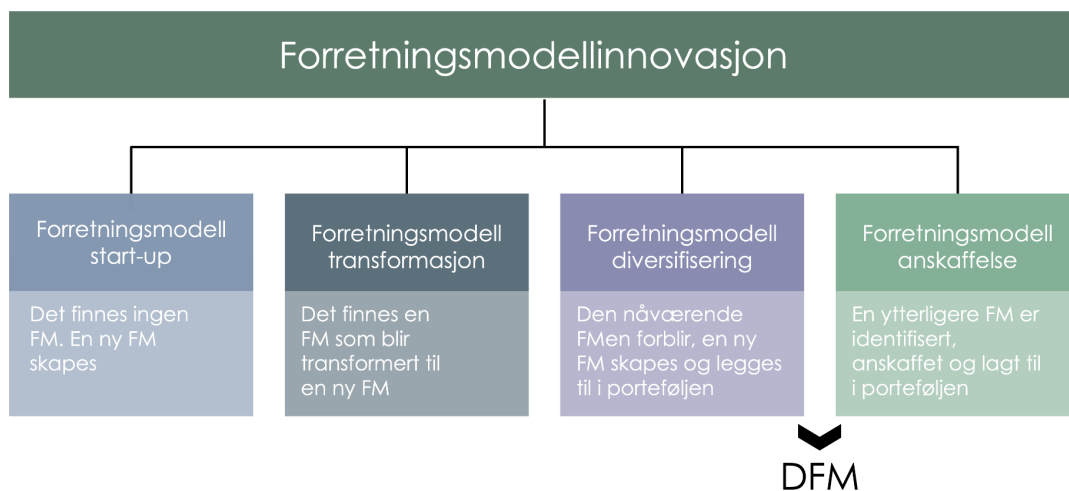 Forretningsmodellinnovasjon
Forretningsmodell
start-up
Det finnes ingen
FM. En ny FM
skapes
Forretningsmodell
transformasjon
Det finnes en
FM som blir
transformert til
en ny FM
Forretningsmodell
diversifisering
Den nåværende
FMen forblir, en ny
FM skapes og legges
til i porteføljen
Forretningsmodell
anskaffelse
En ytterligere FM er
identifisert,
anskaffet og lagt til
i porteføljen
DFM